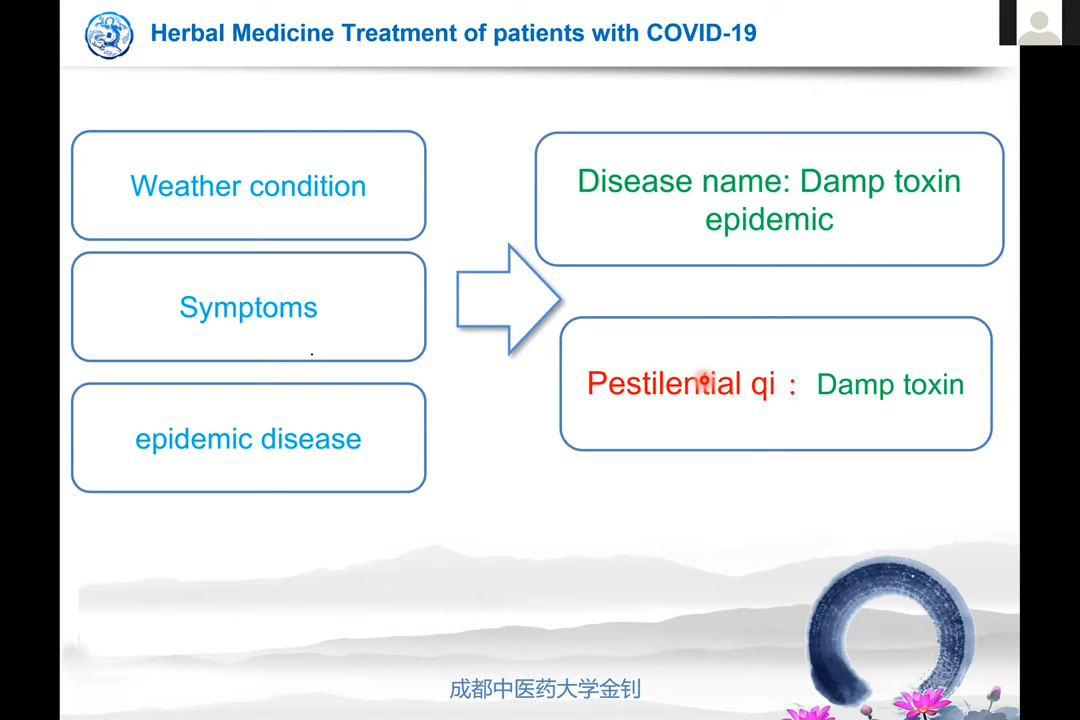 Herbal Medicine Treatment of patients with COVID-19
Weather condition
Symptoms
epidemic disease
Disease name: Damp toxin
epidemic
Pestilential qi： Damp toxin
成都中医药大学金钊